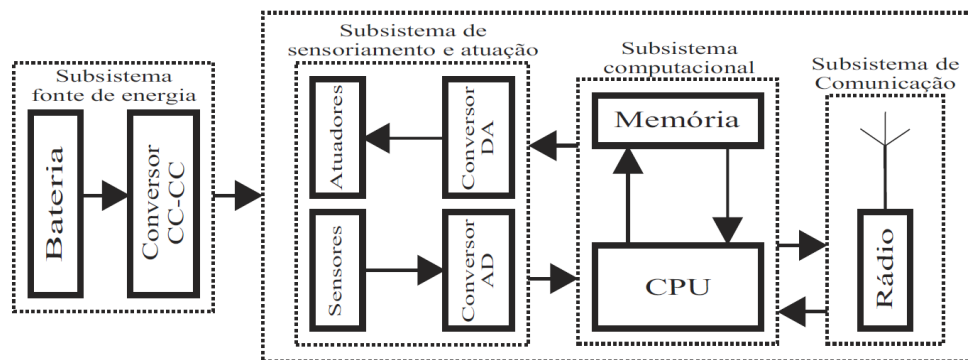 Subsistema
fonte de energia
Bateria
Conversor
CC-CC
Subsistema
de sensoriamento e atuação
Atuadores
Conversor
DA
Sensores
Conversor
AD
Subsistema
computacional
Memória
CPU
Subsistema de
Comunicação
Rádio